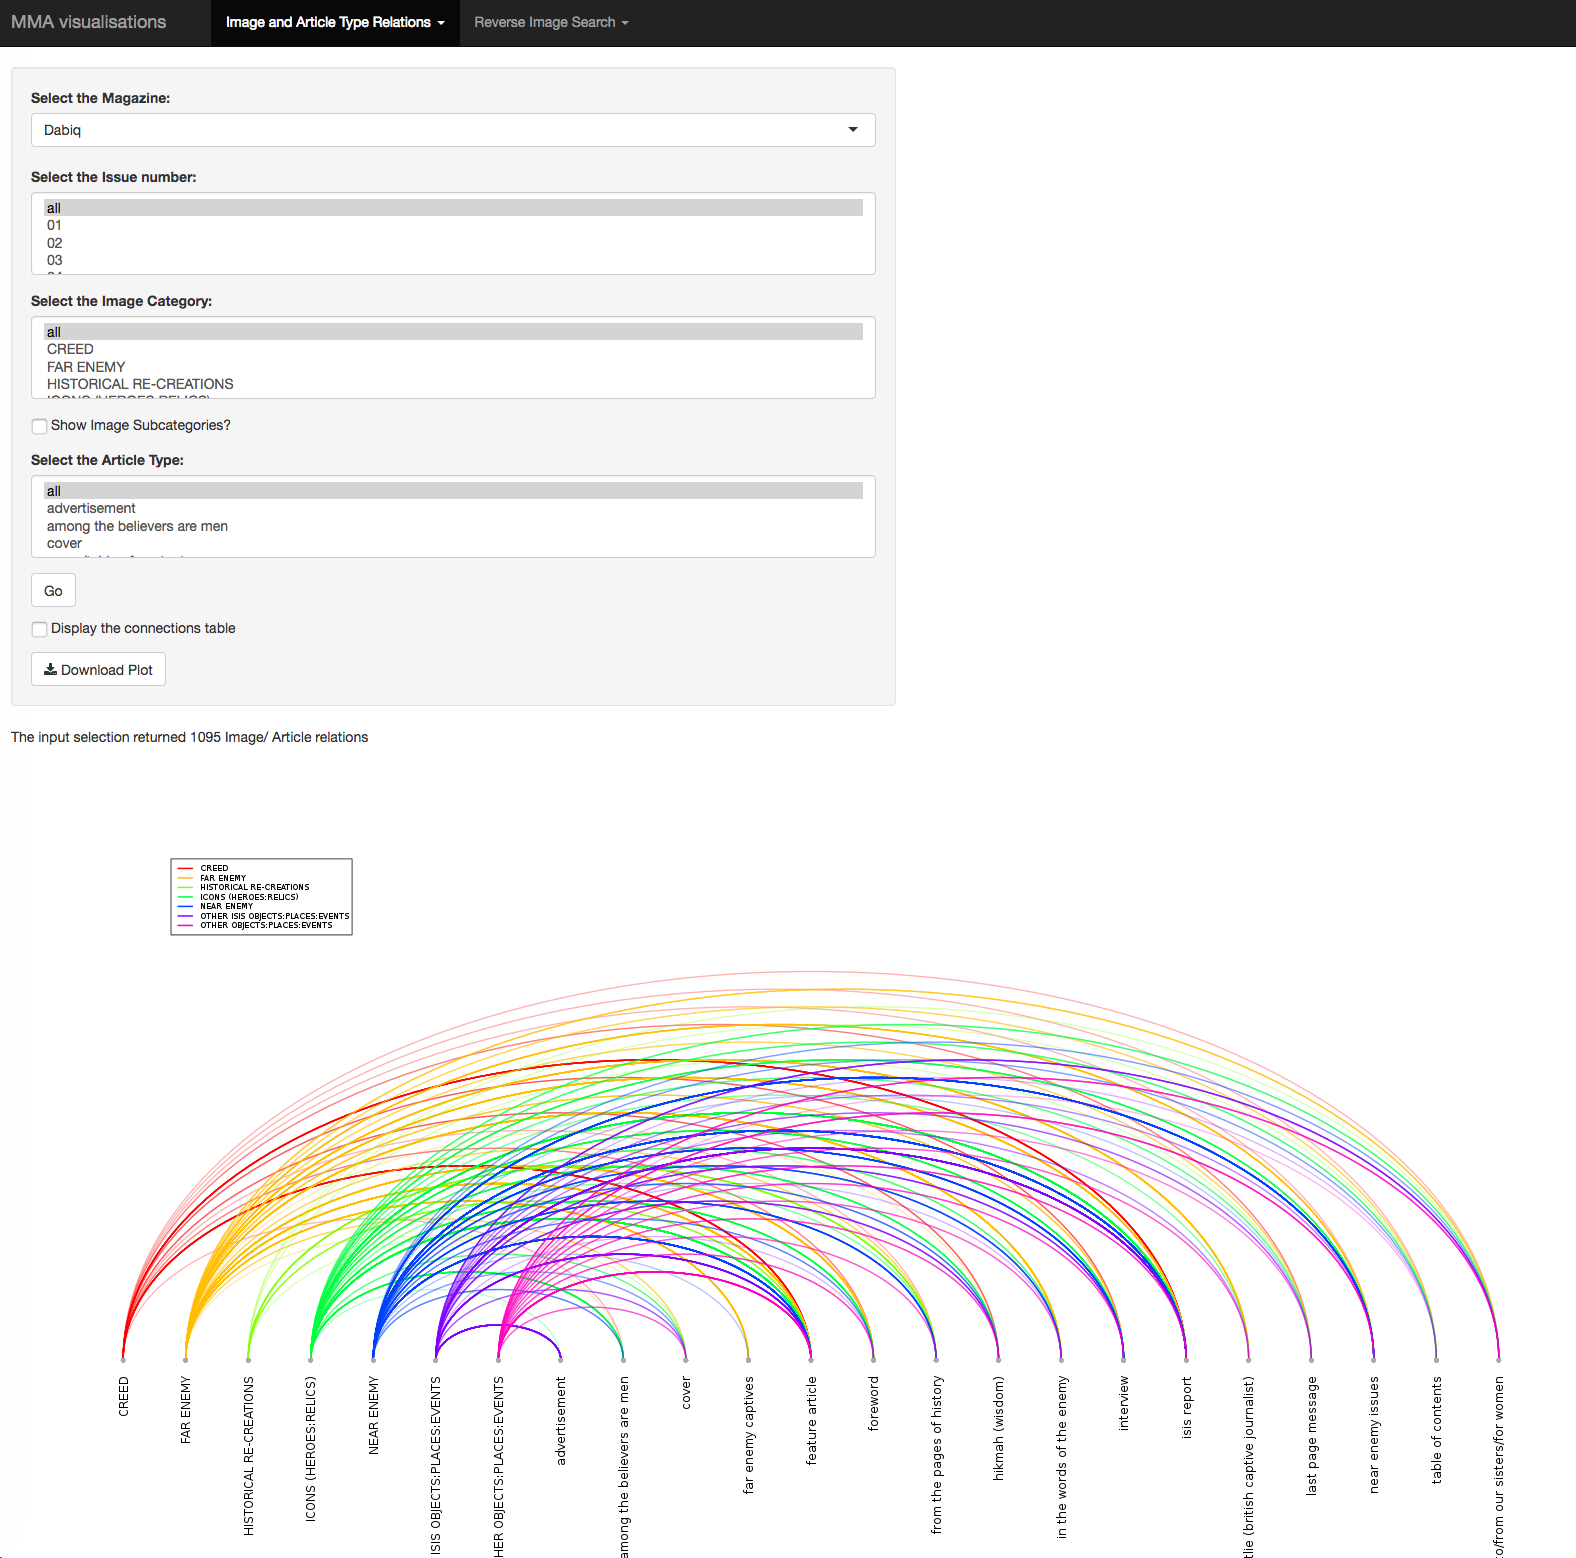 MMA visualisations
Image and Article Type Relations
Reverse Image Search
Select the Magazine:
Dabiq
Select the Issue number:
all
01
02
03
Select the Image Category:
all
CREED
FAR ENEMY
HISTORICAL RE-CREATIONS
ICONS (HEROES:RELICS)
Show Image Subcategories?
Select the Article Type:
all
advertisement
among the believers are men
cover
Go
Display the connections table
Download Plot
The input selection returned 1095 Image/ Article relations
CREED
FAR ENEMY
HISTORICAL RE-CREATIONS
ICONS (HEROES:RELICS)
NEAR ENEMY
OTHER ISIS OBJECTS:PLACES:EVENTS
OTHER OBJECTS:PLACES:EVENTS
CREED
FAR ENEMY
HISTORICAL RE-CREATIONS
ICONS (HEROES:RELICS)
NEAR ENEMY
ISIS OBJECTS:PLACES:EVENTS
HER OBJECTS:PLACES:EVENTS
advertisement
among the believers are men
cover
far enemy captives
feature article
foreword
from the pages of history
hikmah (wisdom)
in the words of the enemy
interview
isis report
tlie (british captive journalist)
last page message
near enemy issues
table of contents
o/from our sisters/for women